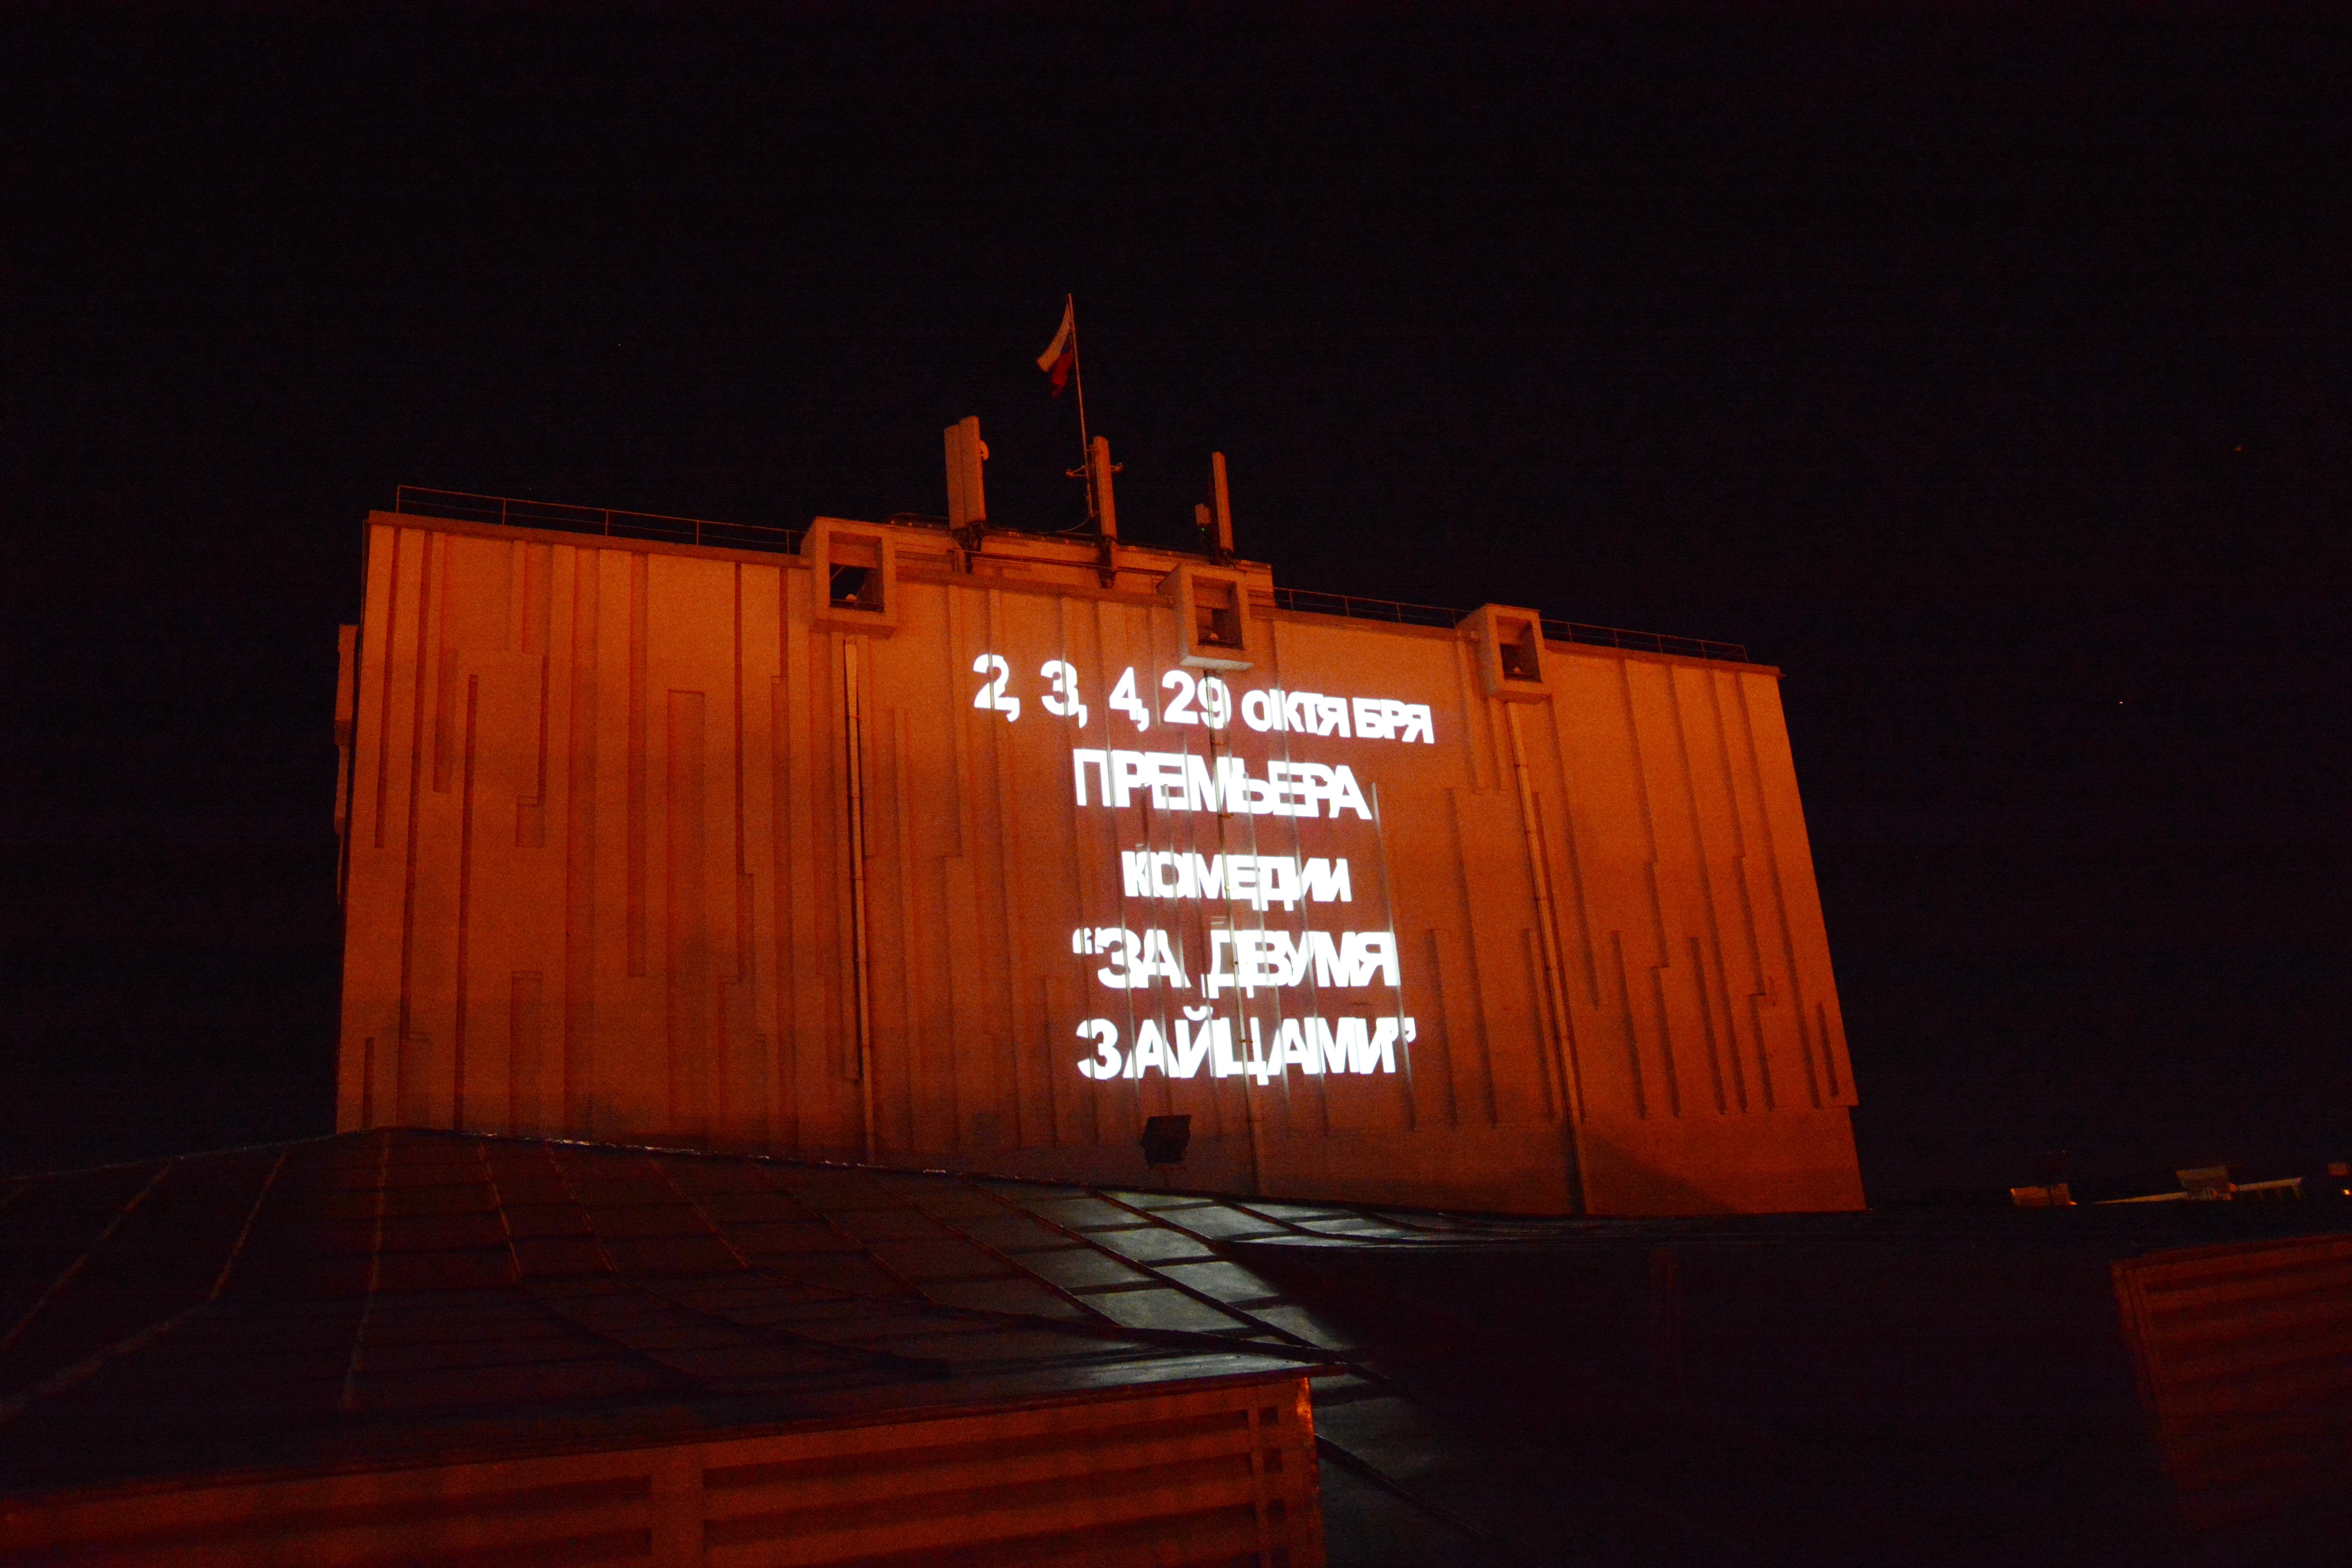 2, 3, 4, 29 ОКТЯБРЯ
ПРЕМЬЕРА
КОМЕДИИ
“ЗА ДВУМЯ
ЗАЙЦАМИ”